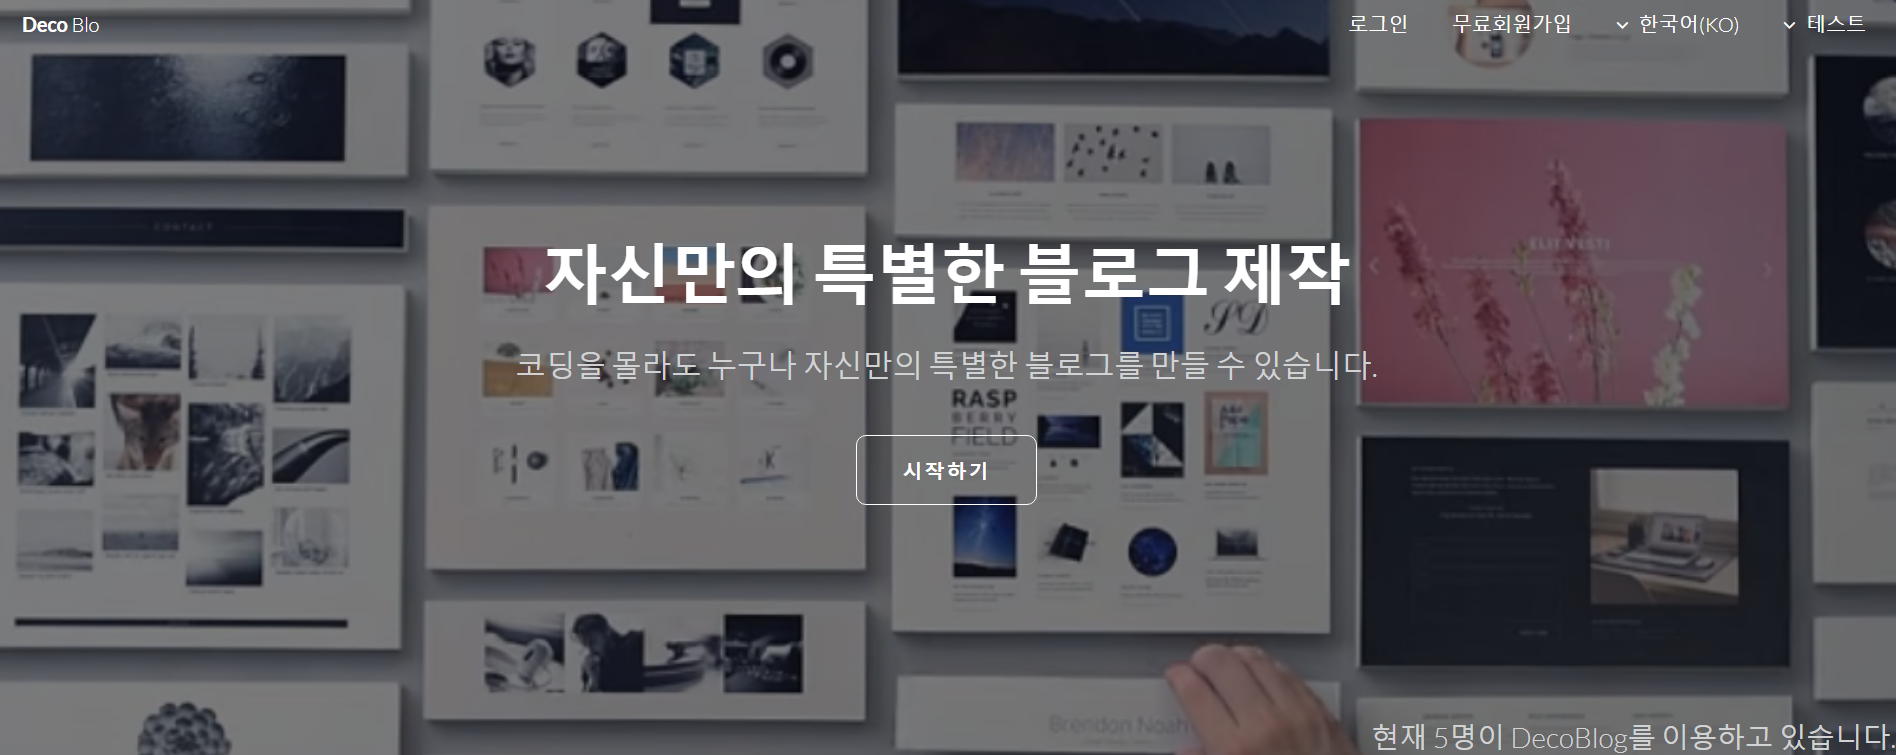 Deco Blo
로그인 무료회원가입 한국어(KO) 테스트
CONTACT
ELIT VESTI
자신만의 특별한 블로그 제작
코딩을 몰라도 누구나 자신만의 특별한 블로그를 만들 수 있습니다.
RASP
BERRY
FIELD
시작하기
Brendon Noah
현재 5명이 DecoBlog를 이용하고 있습니다.